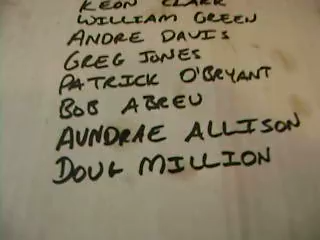 KEON CLARK
WILLIAM GREEN
ANDRE DAVIS
GREG JONES
PATRICK O'BRYANT
BOB ABREU
AUNDRAE ALLISON
DOUG MILLION